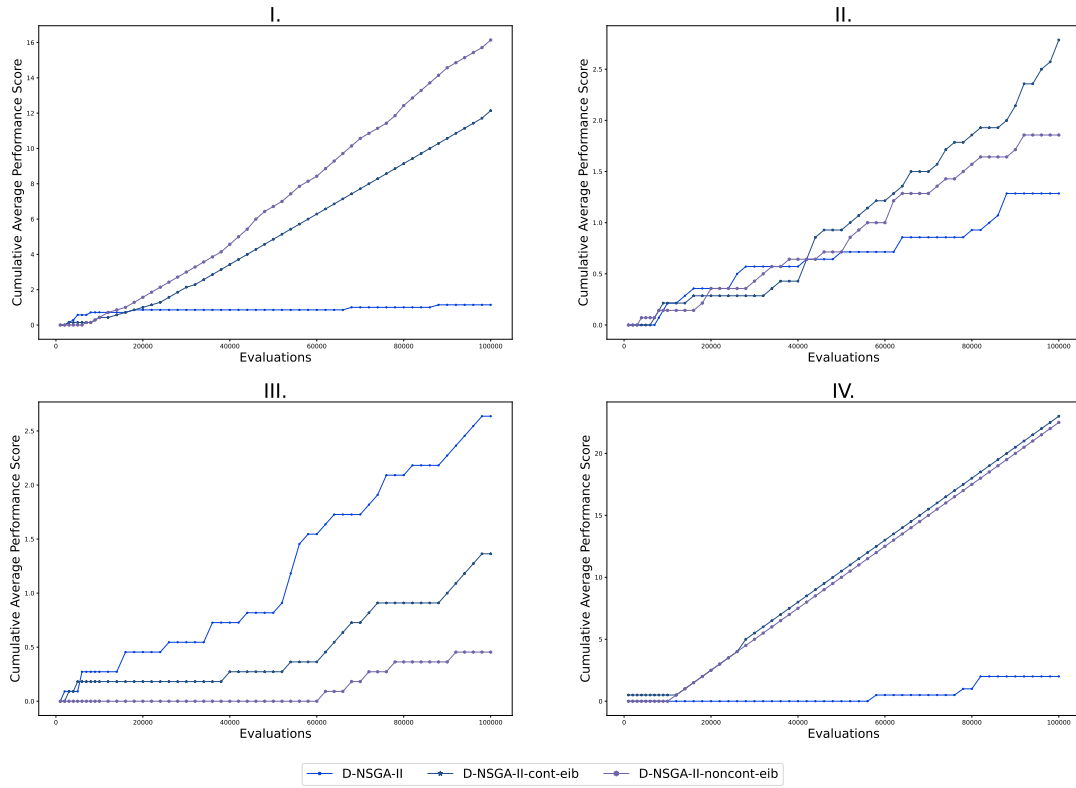 I.
Cumulative Average Performance Score
16
14
12
10
8
6
4
2
0
0 20000 40000 60000 80000 100000
Evaluations
II.
Cumulative Average Performance Score
2.5
2.0
1.5
1.0
0.5
0.0
0 20000 40000 60000 80000 100000
Evaluations
III.
Cumulative Average Performance Score
2.5
2.0
1.5
1.0
0.5
0.0
0 20000 40000 60000 80000 100000
Evaluations
IV.
Cumulative Average Performance Score
20
15
10
5
0
0 20000 40000 60000 80000 100000
Evaluations
D-NSGA-II D-NSGA-II-cont-eib D-NSGA-II-noncont-eib